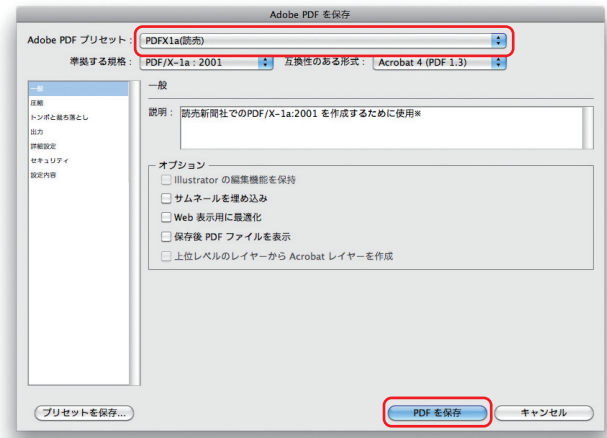 Adobe PDF を保存
Adobe PDF プリセット： PDFX1a(読売)
準拠する規格： PDF/X-1a : 2001 互換性のある形式： Acrobat 4 (PDF 1.3)
一般
圧縮
トンボと裁ち落とし
出力
詳細設定
セキュリティ
設定内容
一般
説明： 読売新聞社でのPDF/X-1a:2001 を作成するために使用※
オプション
Illustrator の編集機能を保持
サムネールを埋め込み
Web 表示用に最適化
保存後 PDF ファイルを表示
上位レベルのレイヤーから Acrobat レイヤーを作成
プリセットを保存...
PDF を保存
キャンセル